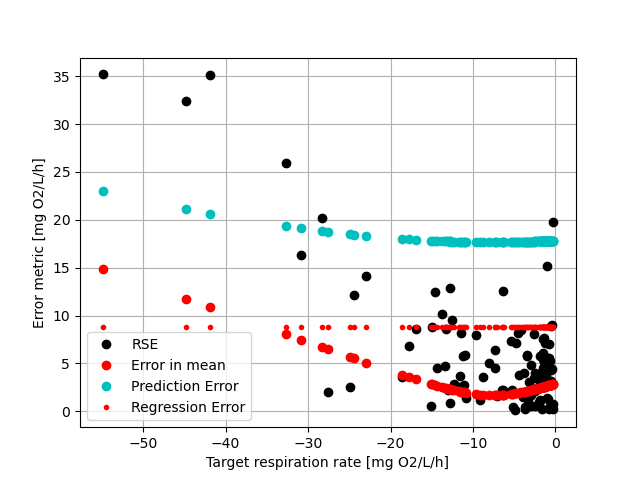 35
30
25
20
15
10
5
0
Error metric [mg O2/L/h]
RSE
Error in mean
Prediction Error
Regression Error
−50
−40
−30
−20
−10
0
Target respiration rate [mg O2/L/h]